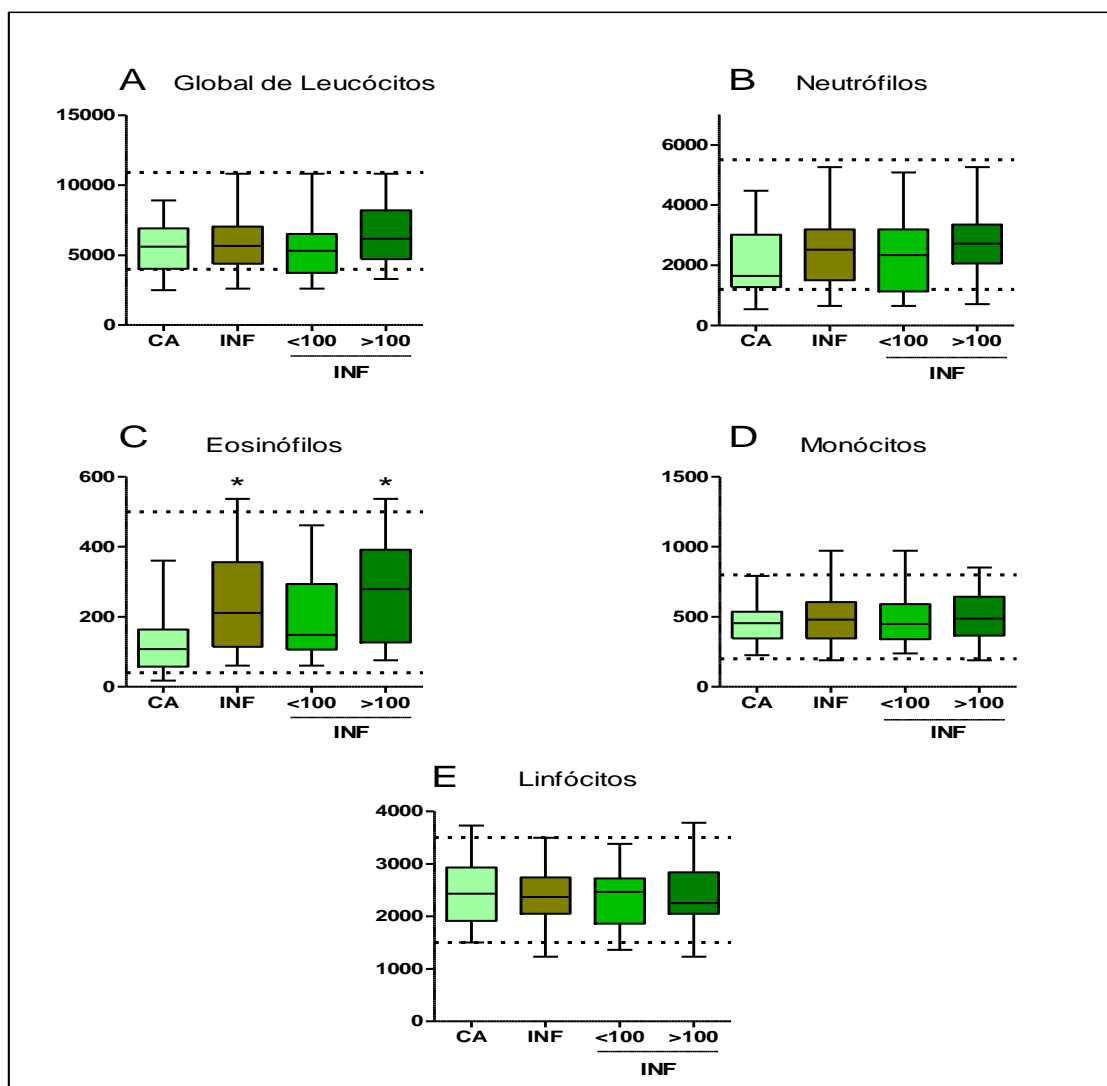 A Global de Leucócitos
15000
10000
5000
0
CA INF <100 >100
INF
B Neutrófilos
6000
4000
2000
0
CA INF <100 >100
INF
C Eosinófilos
600
400
200
0
* *
CA INF <100 >100
INF
D Monócitos
1500
1000
500
0
CA INF <100 >100
INF
E Linfócitos
4000
3000
2000
1000
0
CA INF <100 >100
INF